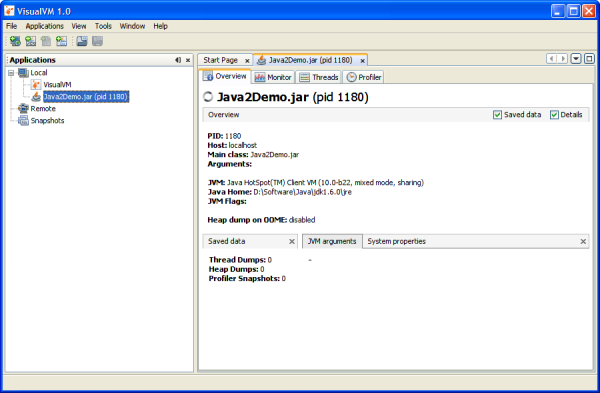 VisualVM 1.0
File Applications View Tools Window Help
Applications
Local
VisualVM
Java2Demo.jar (pid 1180)
Remote
Snapshots
Start Page Java2Demo.jar (pid 1180)
Overview Monitor Threads Profiler
Java2Demo.jar (pid 1180)
Overview Saved data Details
PID: 1180
Host: localhost
Main class: Java2Demo.jar
Arguments:
JVM: Java HotSpot(TM) Client VM (10.0-b22, mixed mode, sharing)
Java Home: D:\Software\Java\jdk1.6.0\jre
JVM Flags:
Heap dump on OOME: disabled
Saved data JVM arguments System properties
Thread Dumps: 0 -
Heap Dumps: 0
Profiler Snapshots: 0